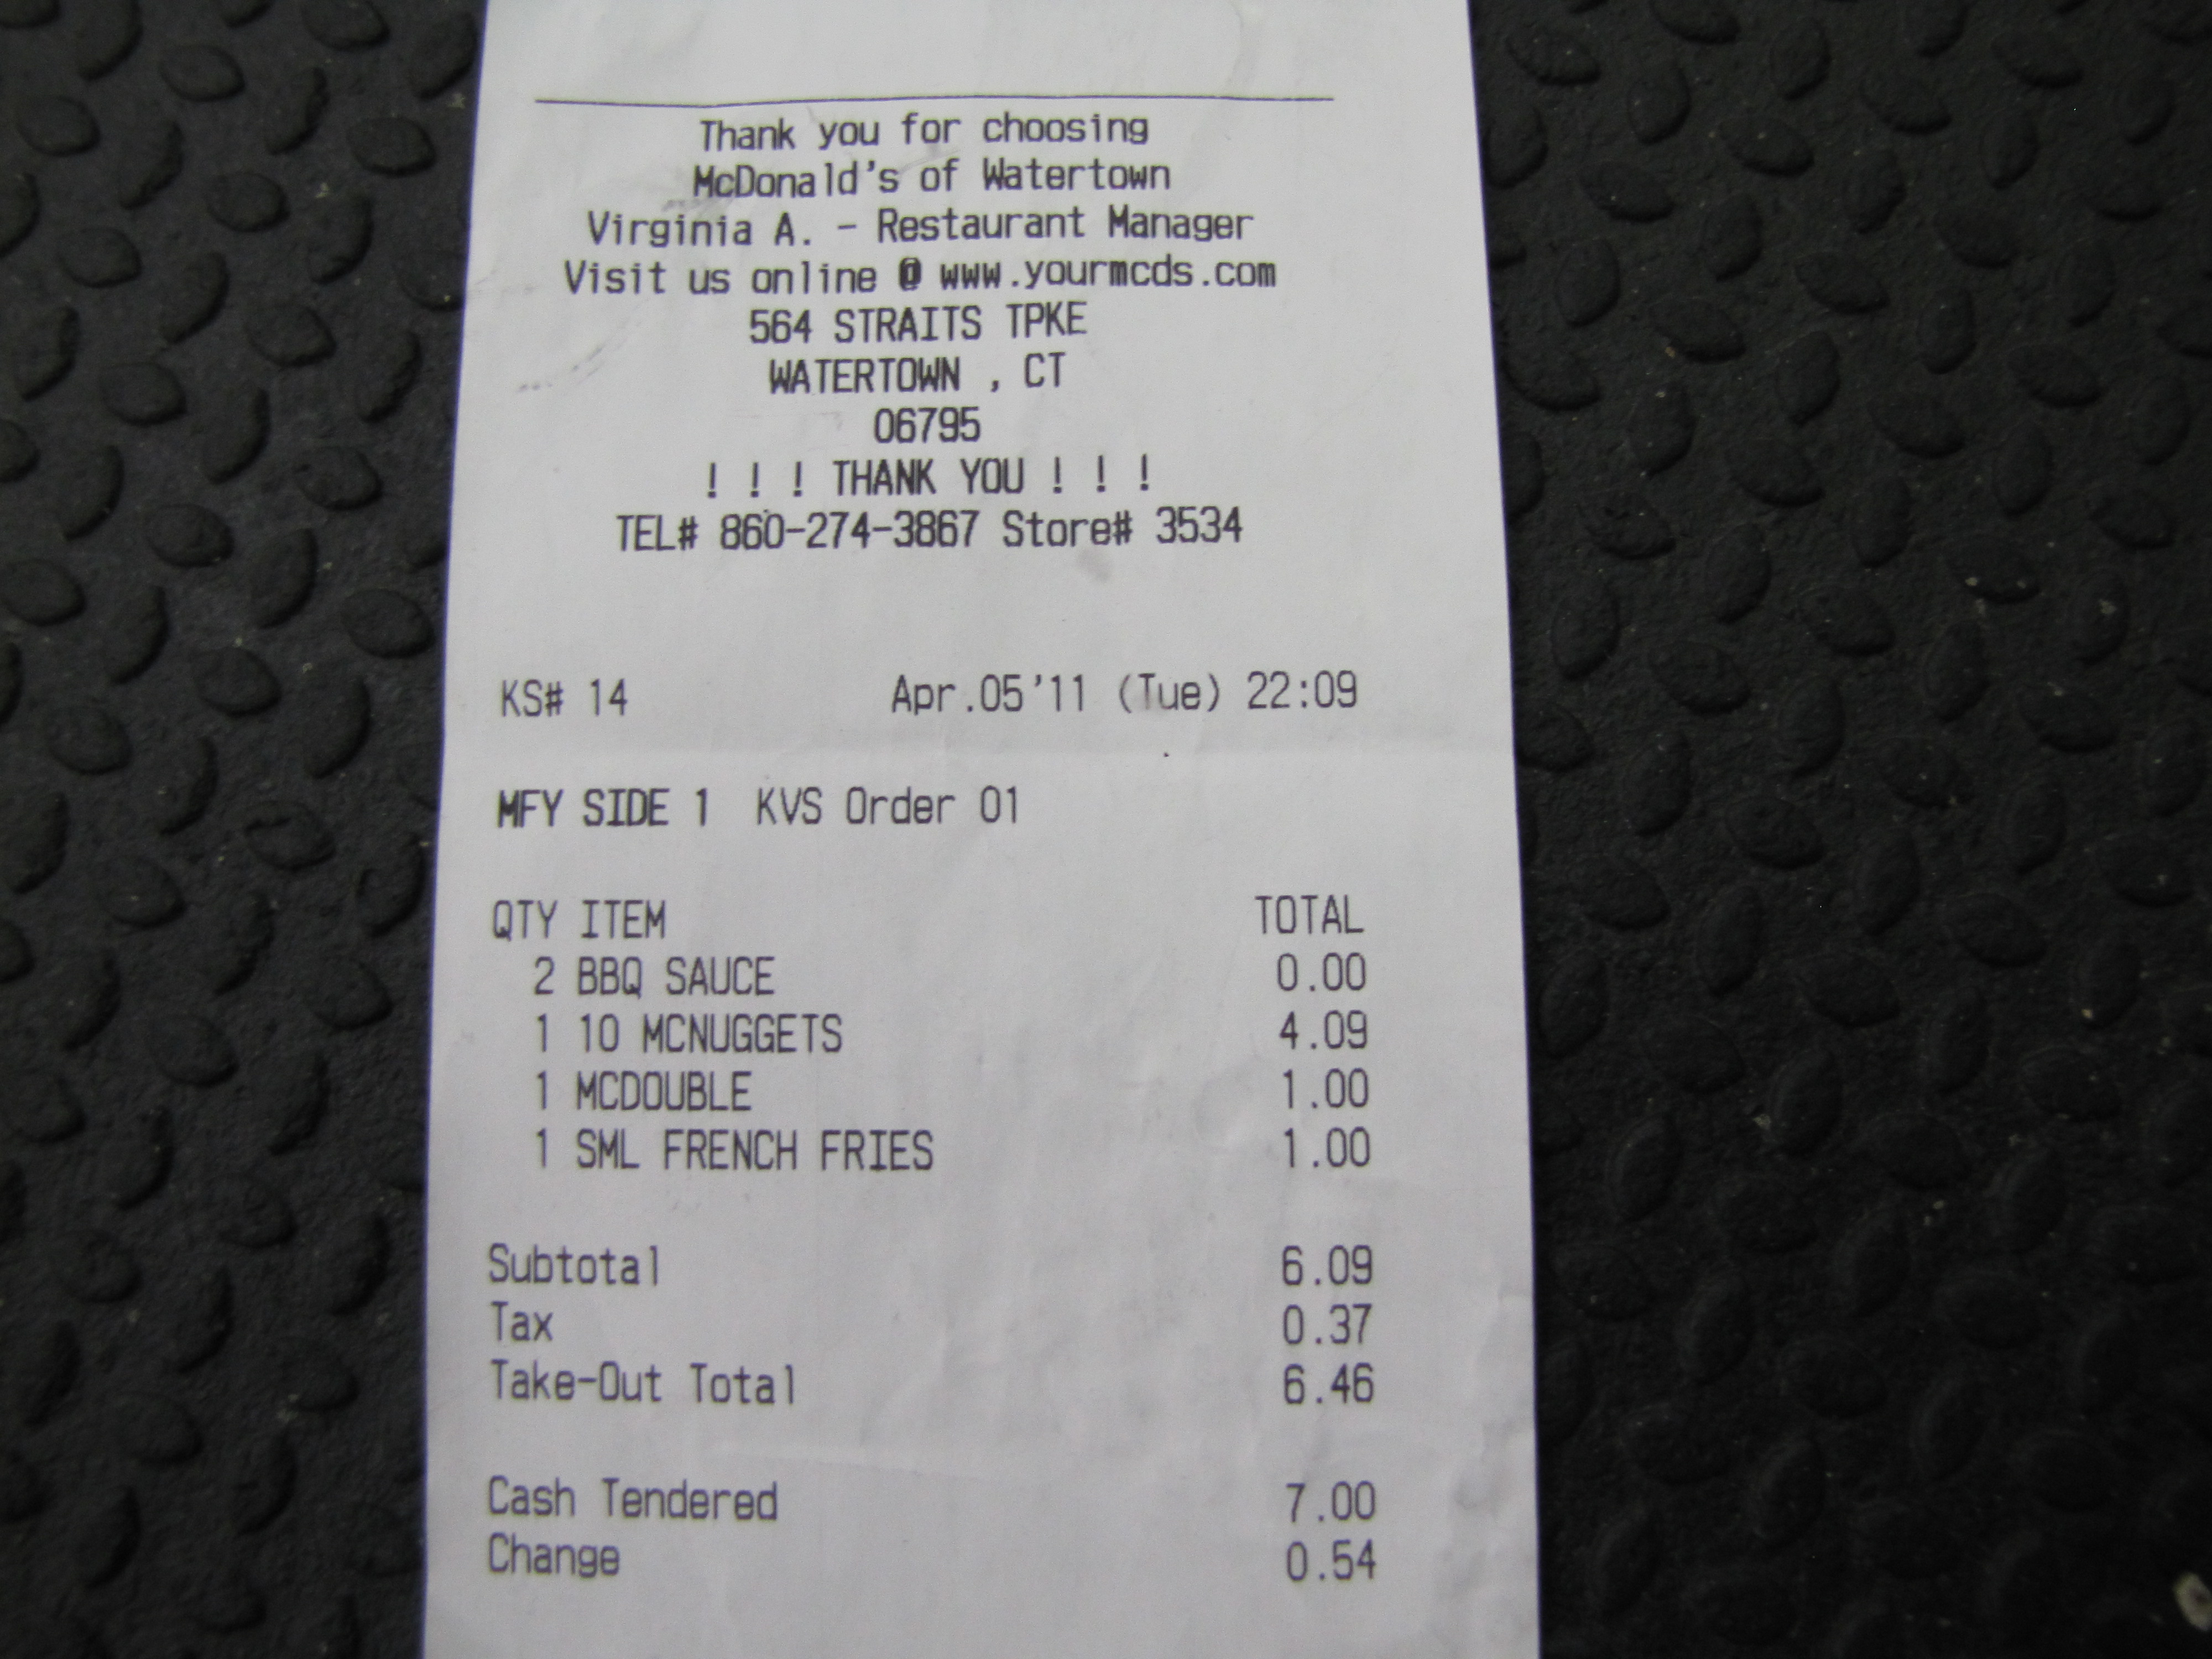 Thank you for choosing
McDonald's of Watertown
Virginia A. - Restaurant Manager
Visit us online @ www.yourmcds.com
564 STRAITS TPKE
WATERTOWN , CT
06795
! ! ! THANK YOU ! ! !
TEL# 860-274-3867 Store# 3534
KS# 14 Apr.05'11 (Tue) 22:09
MFY SIDE 1 KVS Order 01
QTY ITEM TOTAL
2 BBQ SAUCE 0.00
1 10 MCNUGGETS 4.09
1 MCDOUBLE 1.00
1 SML FRENCH FRIES 1.00
Subtotal 6.09
Tax 0.37
Take-Out Total 6.46
Cash Tendered 7.00
Change 0.54